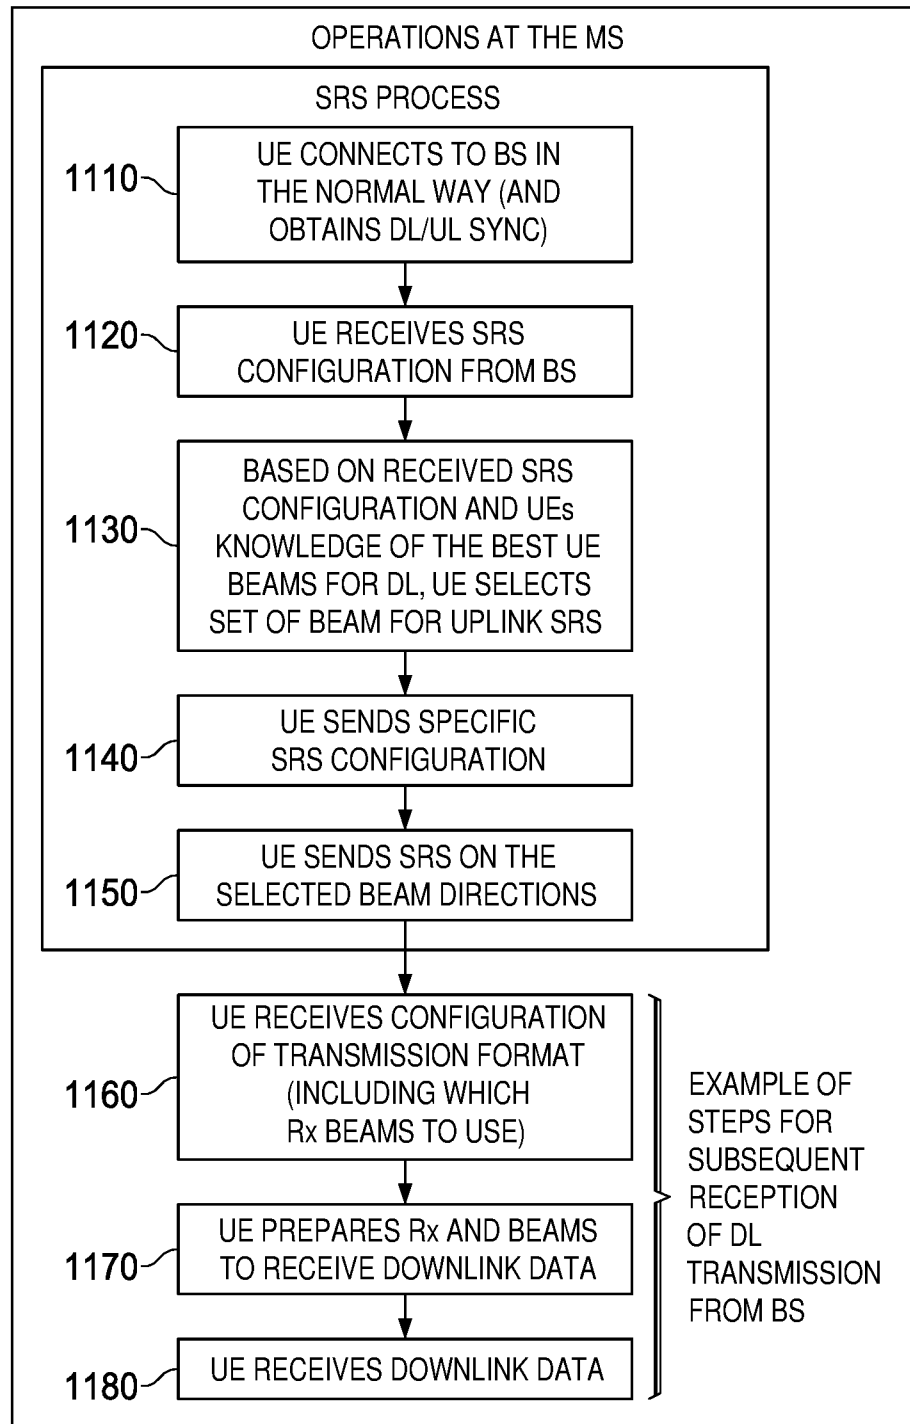 OPERATIONS AT THE MS
SRS PROCESS
1110
UE CONNECTS TO BS IN
THE NORMAL WAY (AND
OBTAINS DL/UL SYNC)
1120
UE RECEIVES SRS
CONFIGURATION FROM BS
1130
BASED ON RECEIVED SRS
CONFIGURATION AND UEs
KNOWLEDGE OF THE BEST UE
BEAMS FOR DL, UE SELECTS
SET OF BEAM FOR UPLINK SRS
1140
UE SENDS SPECIFIC
SRS CONFIGURATION
1150
UE SENDS SRS ON THE
SELECTED BEAM DIRECTIONS
1160
UE RECEIVES CONFIGURATION
OF TRANSMISSION FORMAT
(INCLUDING WHICH
Rx BEAMS TO USE)
1170
UE PREPARES Rx AND BEAMS
TO RECEIVE DOWNLINK DATA
1180
UE RECEIVES DOWNLINK DATA
EXAMPLE OF
STEPS FOR
SUBSEQUENT
RECEPTION
OF DL
TRANSMISSION
FROM BS